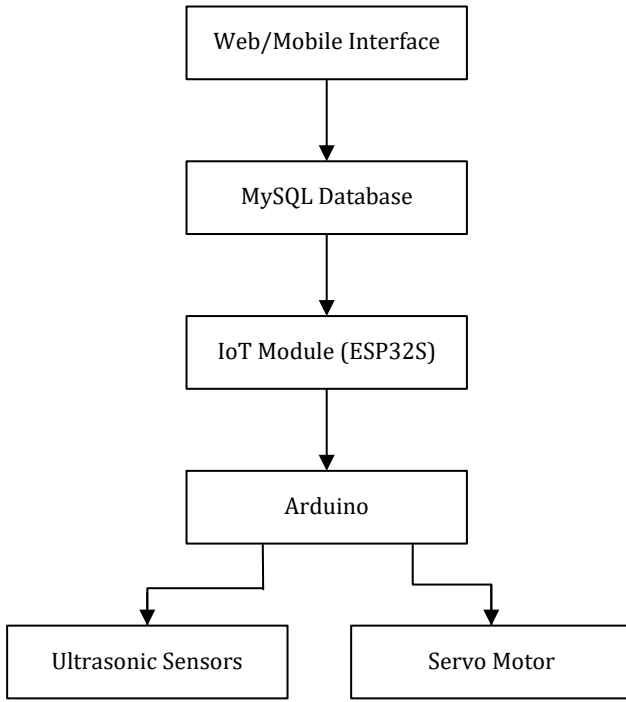 Web/Mobile Interface
MySQL Database
IoT Module (ESP32S)
Arduino
Ultrasonic Sensors
Servo Motor